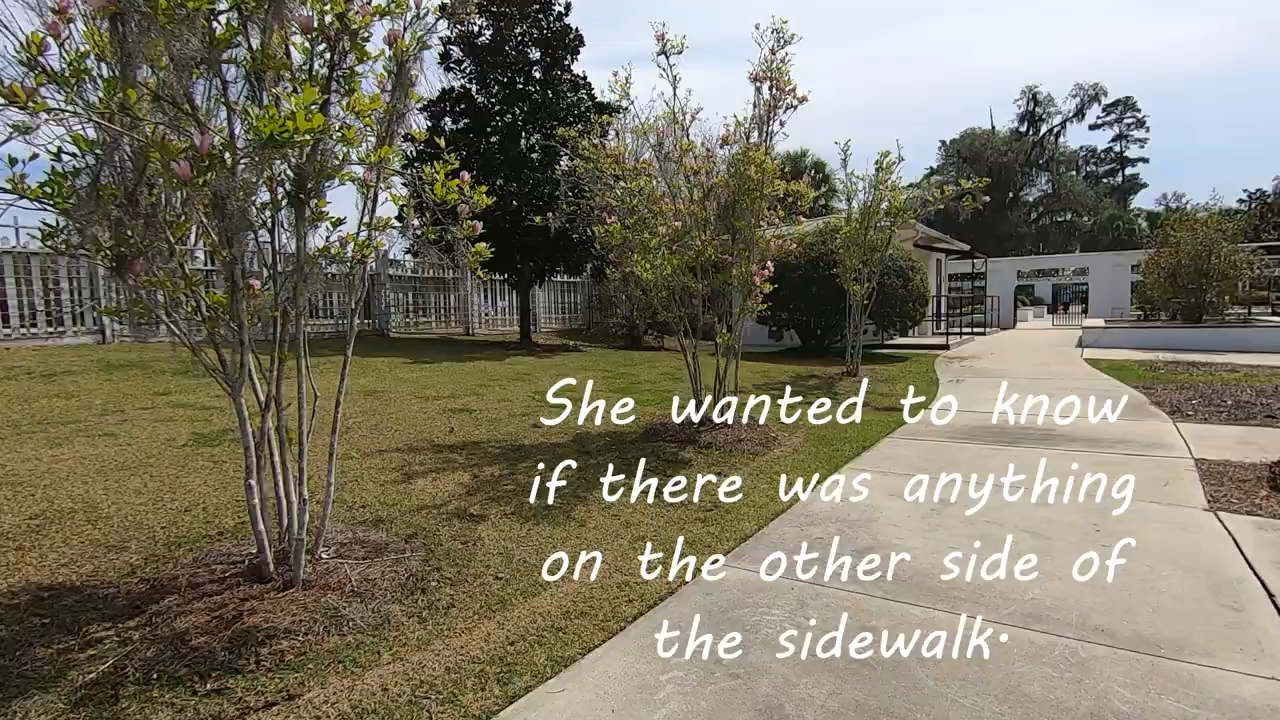 She wanted to know
if there was anything
on the other side of
the sidewalk.